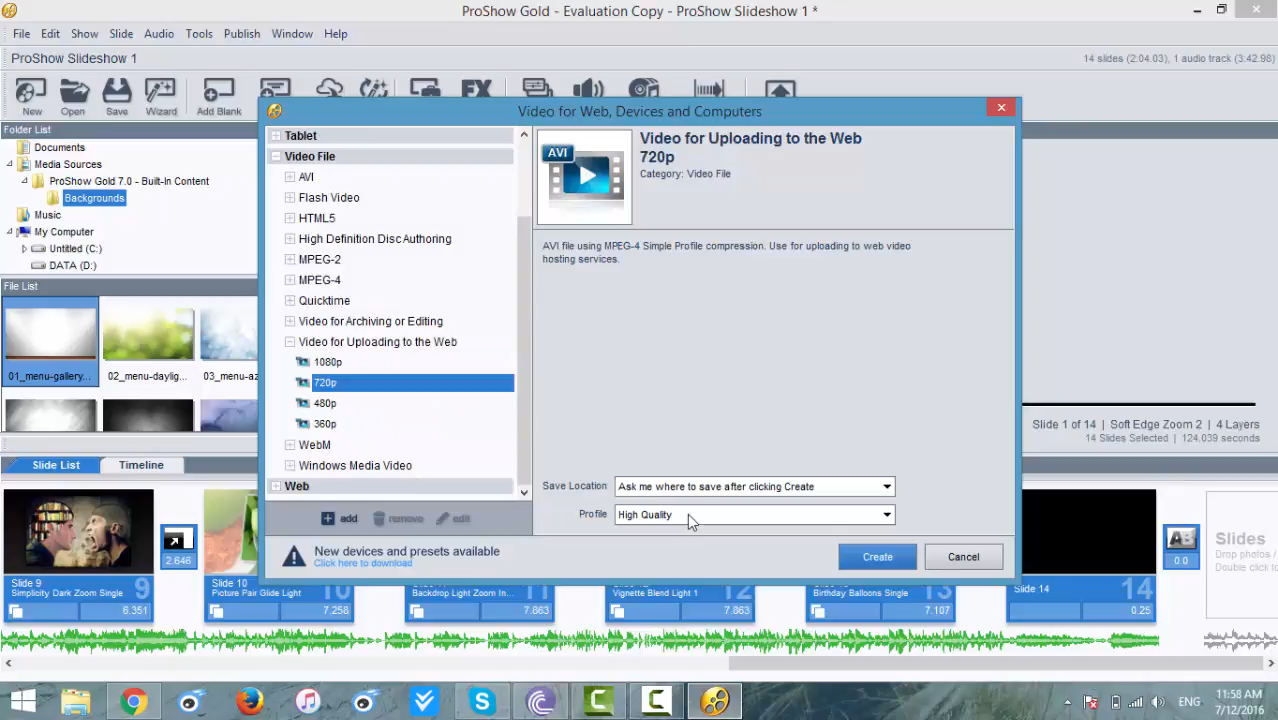 ProShow Gold - Evaluation Copy - ProShow Slideshow 1 *
File Edit Show Slide Audio Tools Publish Window Help
ProShow Slideshow 1
14 slides (2:04.03), 1 audio track (3:42.98)
New Open Save Wizard Add Blank FX
Folder List
Documents
Media Sources
ProShow Gold 7.0 - Built-In Content
Backgrounds
Music
My Computer
Untitled (C:)
DATA (D:)
File List
01_menu-gallery...
02_menu-daylig...
03_menu-az
Video for Web, Devices and Computers
Tablet
Video File
AVI
Flash Video
HTML5
High Definition Disc Authoring
MPEG-2
MPEG-4
Quicktime
Video for Archiving or Editing
Video for Uploading to the Web
1080p
720p
480p
360p
WebM
Windows Media Video
Web
add remove edit
New devices and presets available
Click here to download
AVI
Video for Uploading to the Web
720p
Category: Video File
AVI file using MPEG-4 Simple Profile compression. Use for uploading to web video
hosting services.
Save Location Ask me where to save after clicking Create
Profile High Quality
Create Cancel
Slide 1 of 14 | Soft Edge Zoom 2 | 4 Layers
14 Slides Selected | 124.039 seconds
Slide List Timeline
Slide 9
Simplicity Dark Zoom Single
9
6.351
2.646
Slide 10
Picture Pair Glide Light
10
7.258
Backdrop Light Zoom In...
11
7.863
Vignette Blend Light 1
12
7.863
Birthday Balloons Single
13
7.107
Slide 14
14
0.25
AB
0.0
Slides
Drop photos /
Double click to
ENG
11:58 AM
7/12/2016